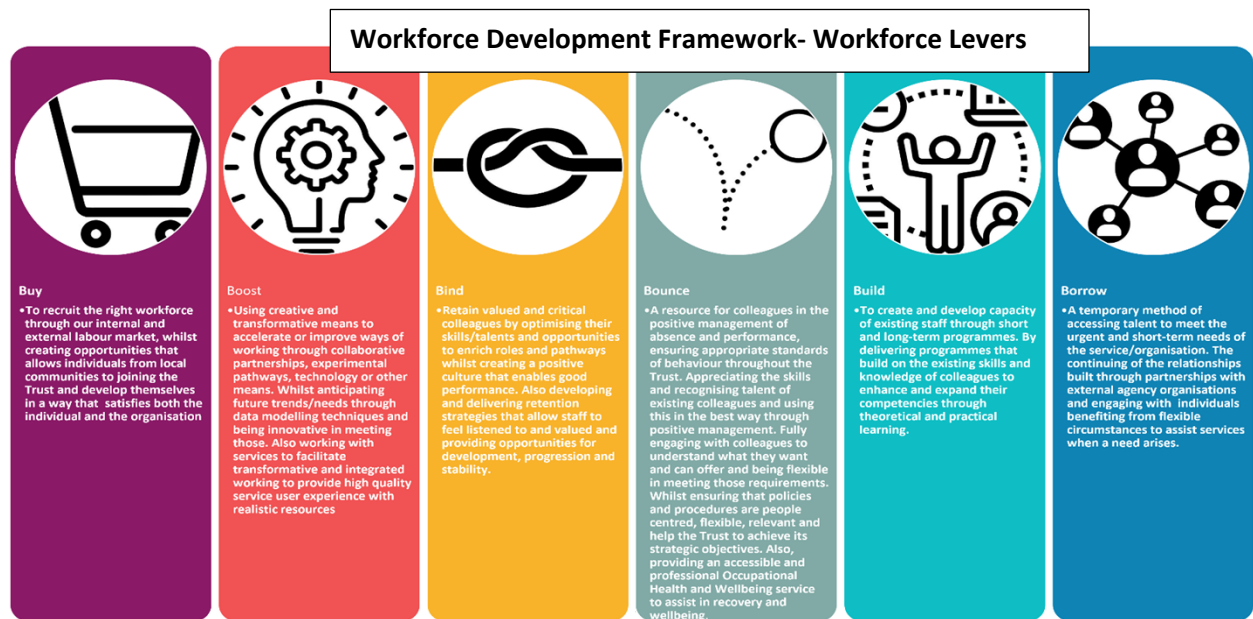 Workforce Development Framework- Workforce Levers
Buy
•To recruit the right workforce
through our internal and
external labour market, whilst
creating opportunities that
allows individuals from local
communities to joining the
Trust and develop themselves
in a way that satisfies both the
individual and the organisation
Boost
•Using creative and
transformative means to
accelerate or improve ways of
working through collaborative
partnerships, experimental
pathways, technology or other
means. Whilst anticipating
future trends/needs through
data modelling techniques and
being innovative in meeting
those. Also working with
services to facilitate
transformative and integrated
working to provide high quality
service user experience with
realistic resources
Bind
•Retain valued and critical
colleagues by optimising their
skills/talents and opportunities
to enrich roles and pathways
whilst creating a positive
culture that enables good
performance. Also developing
and delivering retention
strategies that allow staff to
feel listened to and valued and
providing opportunities for
development, progression and
stability.
Bounce
•A resource for colleagues in the
positive management of
absence and performance,
ensuring appropriate standards
of behaviour throughout the
Trust. Appreciating the skills
and recognising talent of
existing colleagues and using
this in the best way through
positive management. Fully
engaging with colleagues to
understand what they want
and can offer and being flexible
in meeting those requirements.
Whilst ensuring that policies
and procedures are people
centred, flexible, relevant and
help the Trust to achieve its
strategic objectives. Also,
providing an accessible and
professional Occupational
Health and Wellbeing service
to assist in recovery and
wellbeing.
Build
•To create and develop capacity
of existing staff through short
and long-term programmes. By
delivering programmes that
build on the existing skills and
knowledge of colleagues to
enhance and expand their
competencies through
theoretical and practical
learning.
Borrow
•A temporary method of
accessing talent to meet the
urgent and short-term needs of
the service/organisation. The
continuing of the relationships
built through partnerships with
external agency organisations
and engaging with individuals
benefiting from flexible
circumstances to assist services
when a need arises.